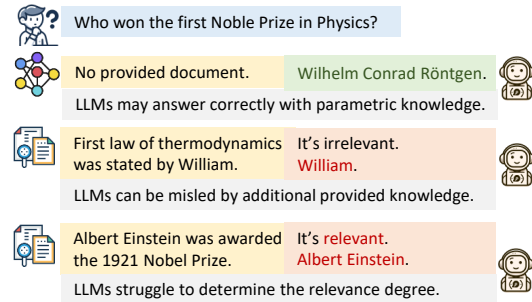 Who won the first Noble Prize in Physics?
No provided document.
Wilhelm Conrad Röntgen.
LLMs may answer correctly with parametric knowledge.
First law of thermodynamics
was stated by William.
It's irrelevant.
William.
LLMs can be misled by additional provided knowledge.
Albert Einstein was awarded
the 1921 Nobel Prize.
It's relevant.
Albert Einstein.
LLMs struggle to determine the relevance degree.